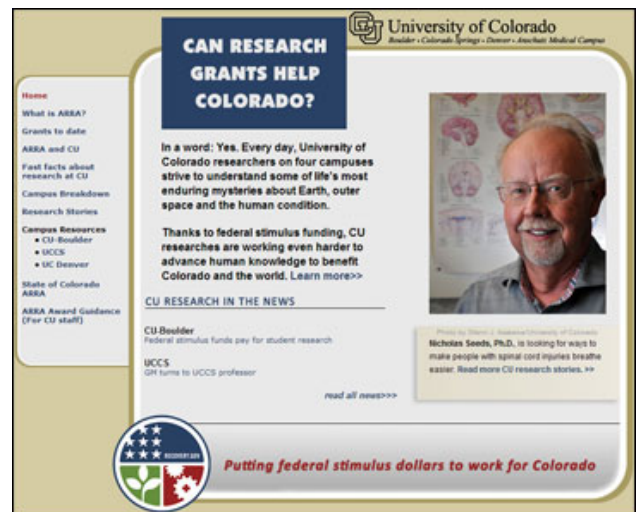 CAN RESEARCH
GRANTS HELP
COLORADO?
University of Colorado
Boulder • Colorado Springs • Denver • Anschutz Medical Campus
Home
What is ARRA?
Grants to date
ARRA and CU
Fast facts about
research at CU
Campus Breakdown
Research Stories
Campus Resources
• CU-Boulder
• UCCS
• UC Denver
State of Colorado
ARRA
ARRA Award Guidance
(For CU staff)
In a word: Yes. Every day, University of
Colorado researchers on four campuses
strive to understand some of life's most
enduring mysteries about Earth, outer
space and the human condition.
Thanks to federal stimulus funding, CU
researches are working even harder to
advance human knowledge to benefit
Colorado and the world. Learn more>>
CU RESEARCH IN THE NEWS
CU-Boulder
Federal stimulus funds pay for student research
UCCS
GM turns to UCCS professor
read all news>>>
Photo by Glenn J. /University of Colorado
Nicholas Seeds, Ph.D., is looking for ways to
make people with spinal cord injuries breathe
easier. Read more CU research stories. >>
RECOVERY.GOV
Putting federal stimulus dollars to work for Colorado